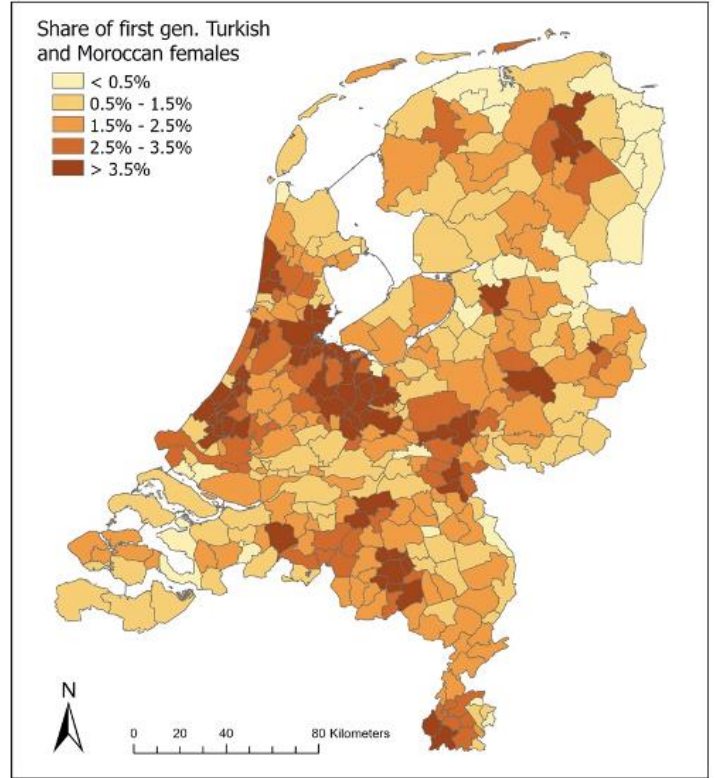 Share of first gen. Turkish
and Moroccan females
< 0.5%
0.5% - 1.5%
1.5% - 2.5%
2.5% - 3.5%
> 3.5%
N
0 20 40 80 Kilometers